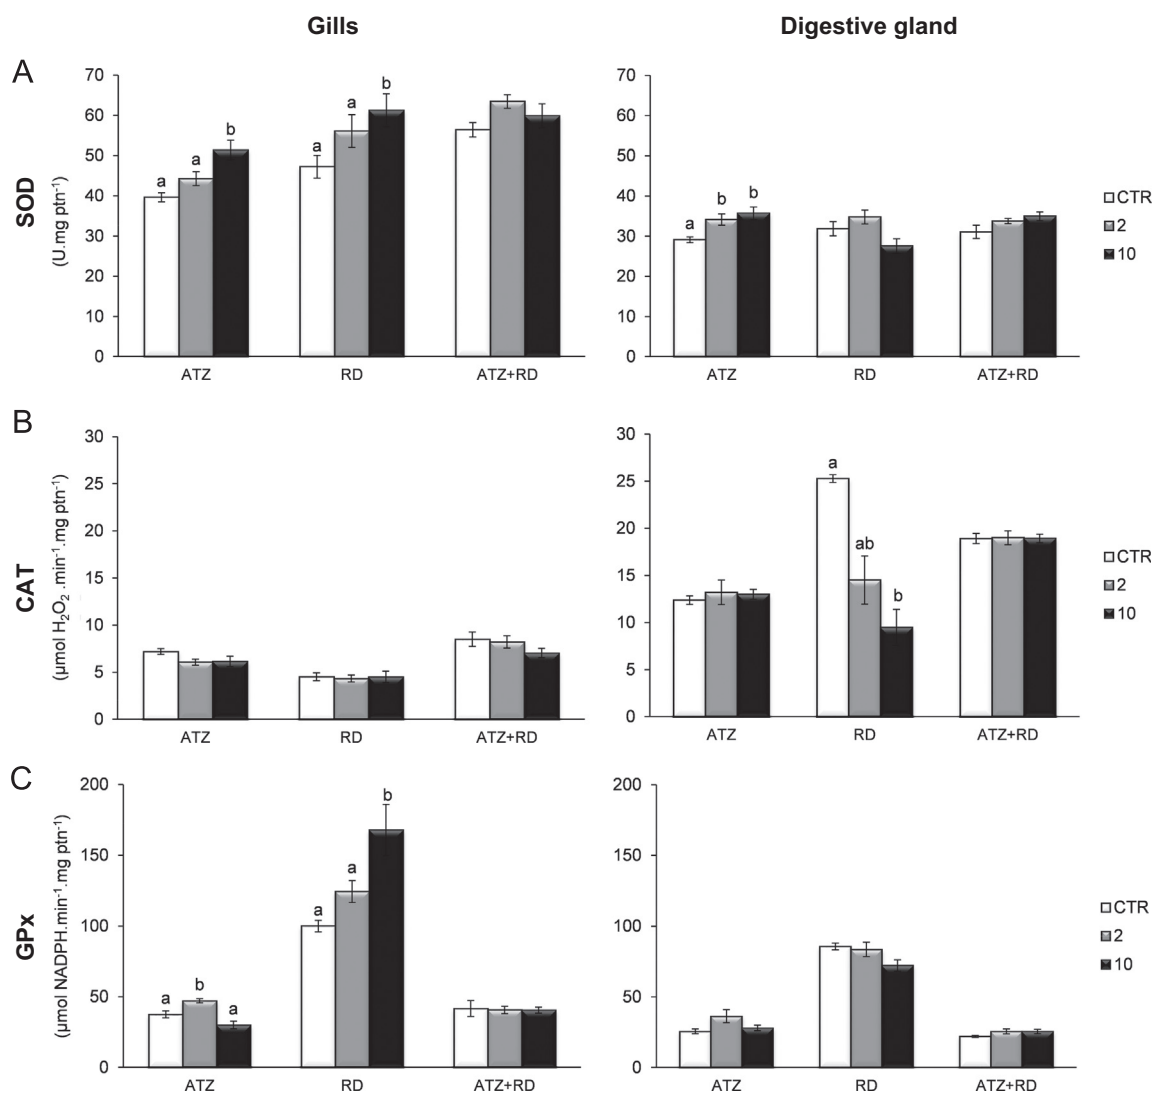 Gills Digestive gland
A
SOD
(U.mg ptn⁻¹)
70
60
50
40
30
20
10
0
a a b
a a b
ATZ RD ATZ+RD
70
60
50
40
30
20
10
0
a b b
ATZ RD ATZ+RD
CTR
2
10
B
CAT
(µmol H₂O₂ .min⁻¹.mg ptn⁻¹)
30
25
20
15
10
5
0
ATZ RD ATZ+RD
30
25
20
15
10
5
0
a ab b
ATZ RD ATZ+RD
CTR
2
10
C
GPx
(µmol NADPH.min⁻¹.mg ptn⁻¹)
200
150
100
50
0
a b a
a a b
ATZ RD ATZ+RD
200
150
100
50
0
ATZ RD ATZ+RD
CTR
2
10